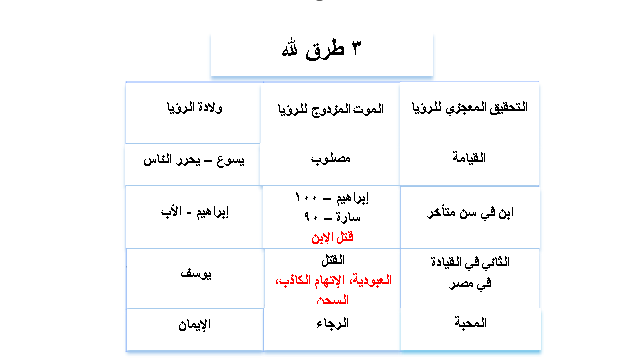 ٣ طرق لله
التحقيق المعجزي للرؤيا
الموت المزدوج للرؤيا
ولادة الرؤيا
القيامة
مصلوب
يسوع – يحرر الناس
ابن في سن متأخر
إبراهيم – ١٠٠
سارة – ٩٠
قتل الإبن
إبراهيم - الآب
الثاني في القيادة
في مصر
القتل
العبودية، الإتهام الكاذب،
السجن
يوسف
المحبة
الرجاء
الإيمان